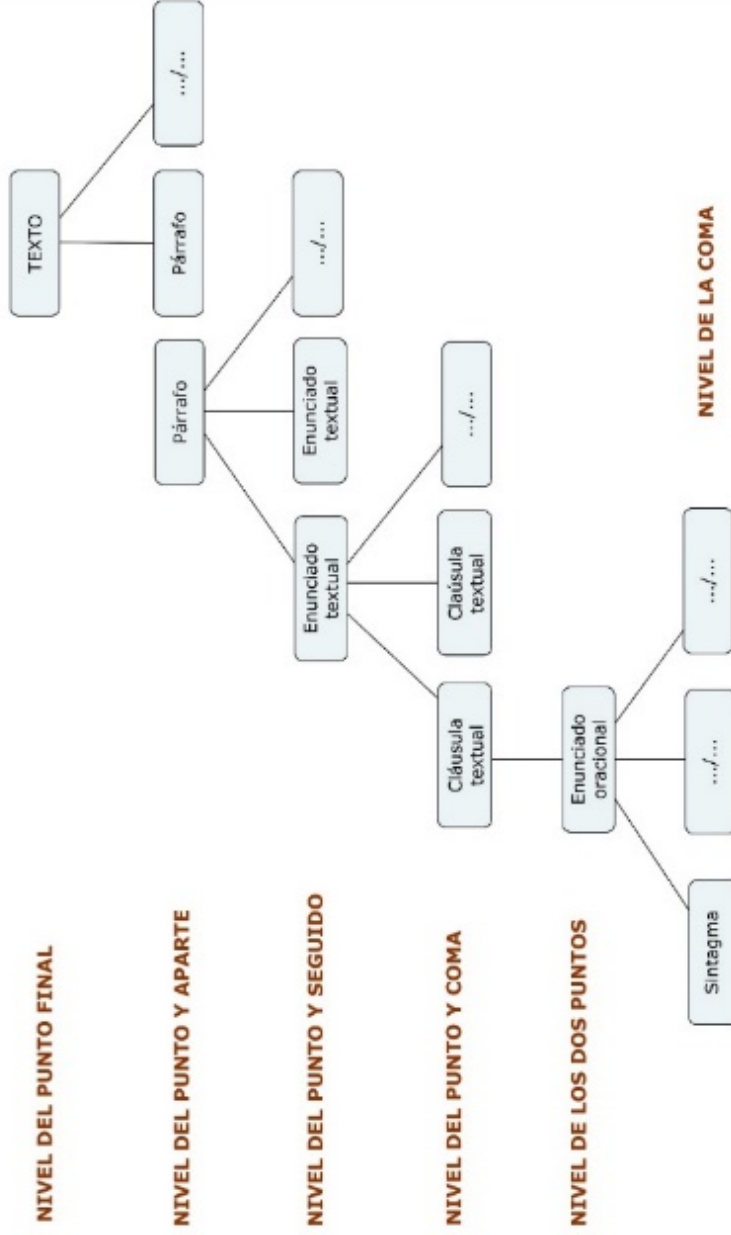 NIVEL DEL PUNTO FINAL
TEXTO
NIVEL DEL PUNTO Y APARTE
Párrafo
Párrafo
.../...
NIVEL DEL PUNTO Y SEGUIDO
Enunciado
textual
Enunciado
textual
.../...
NIVEL DEL PUNTO Y COMA
Cláusula
textual
Claúsula
textual
.../...
NIVEL DE LOS DOS PUNTOS
Enunciado
oracional
Sintagma
.../...
.../...
NIVEL DE LA COMA